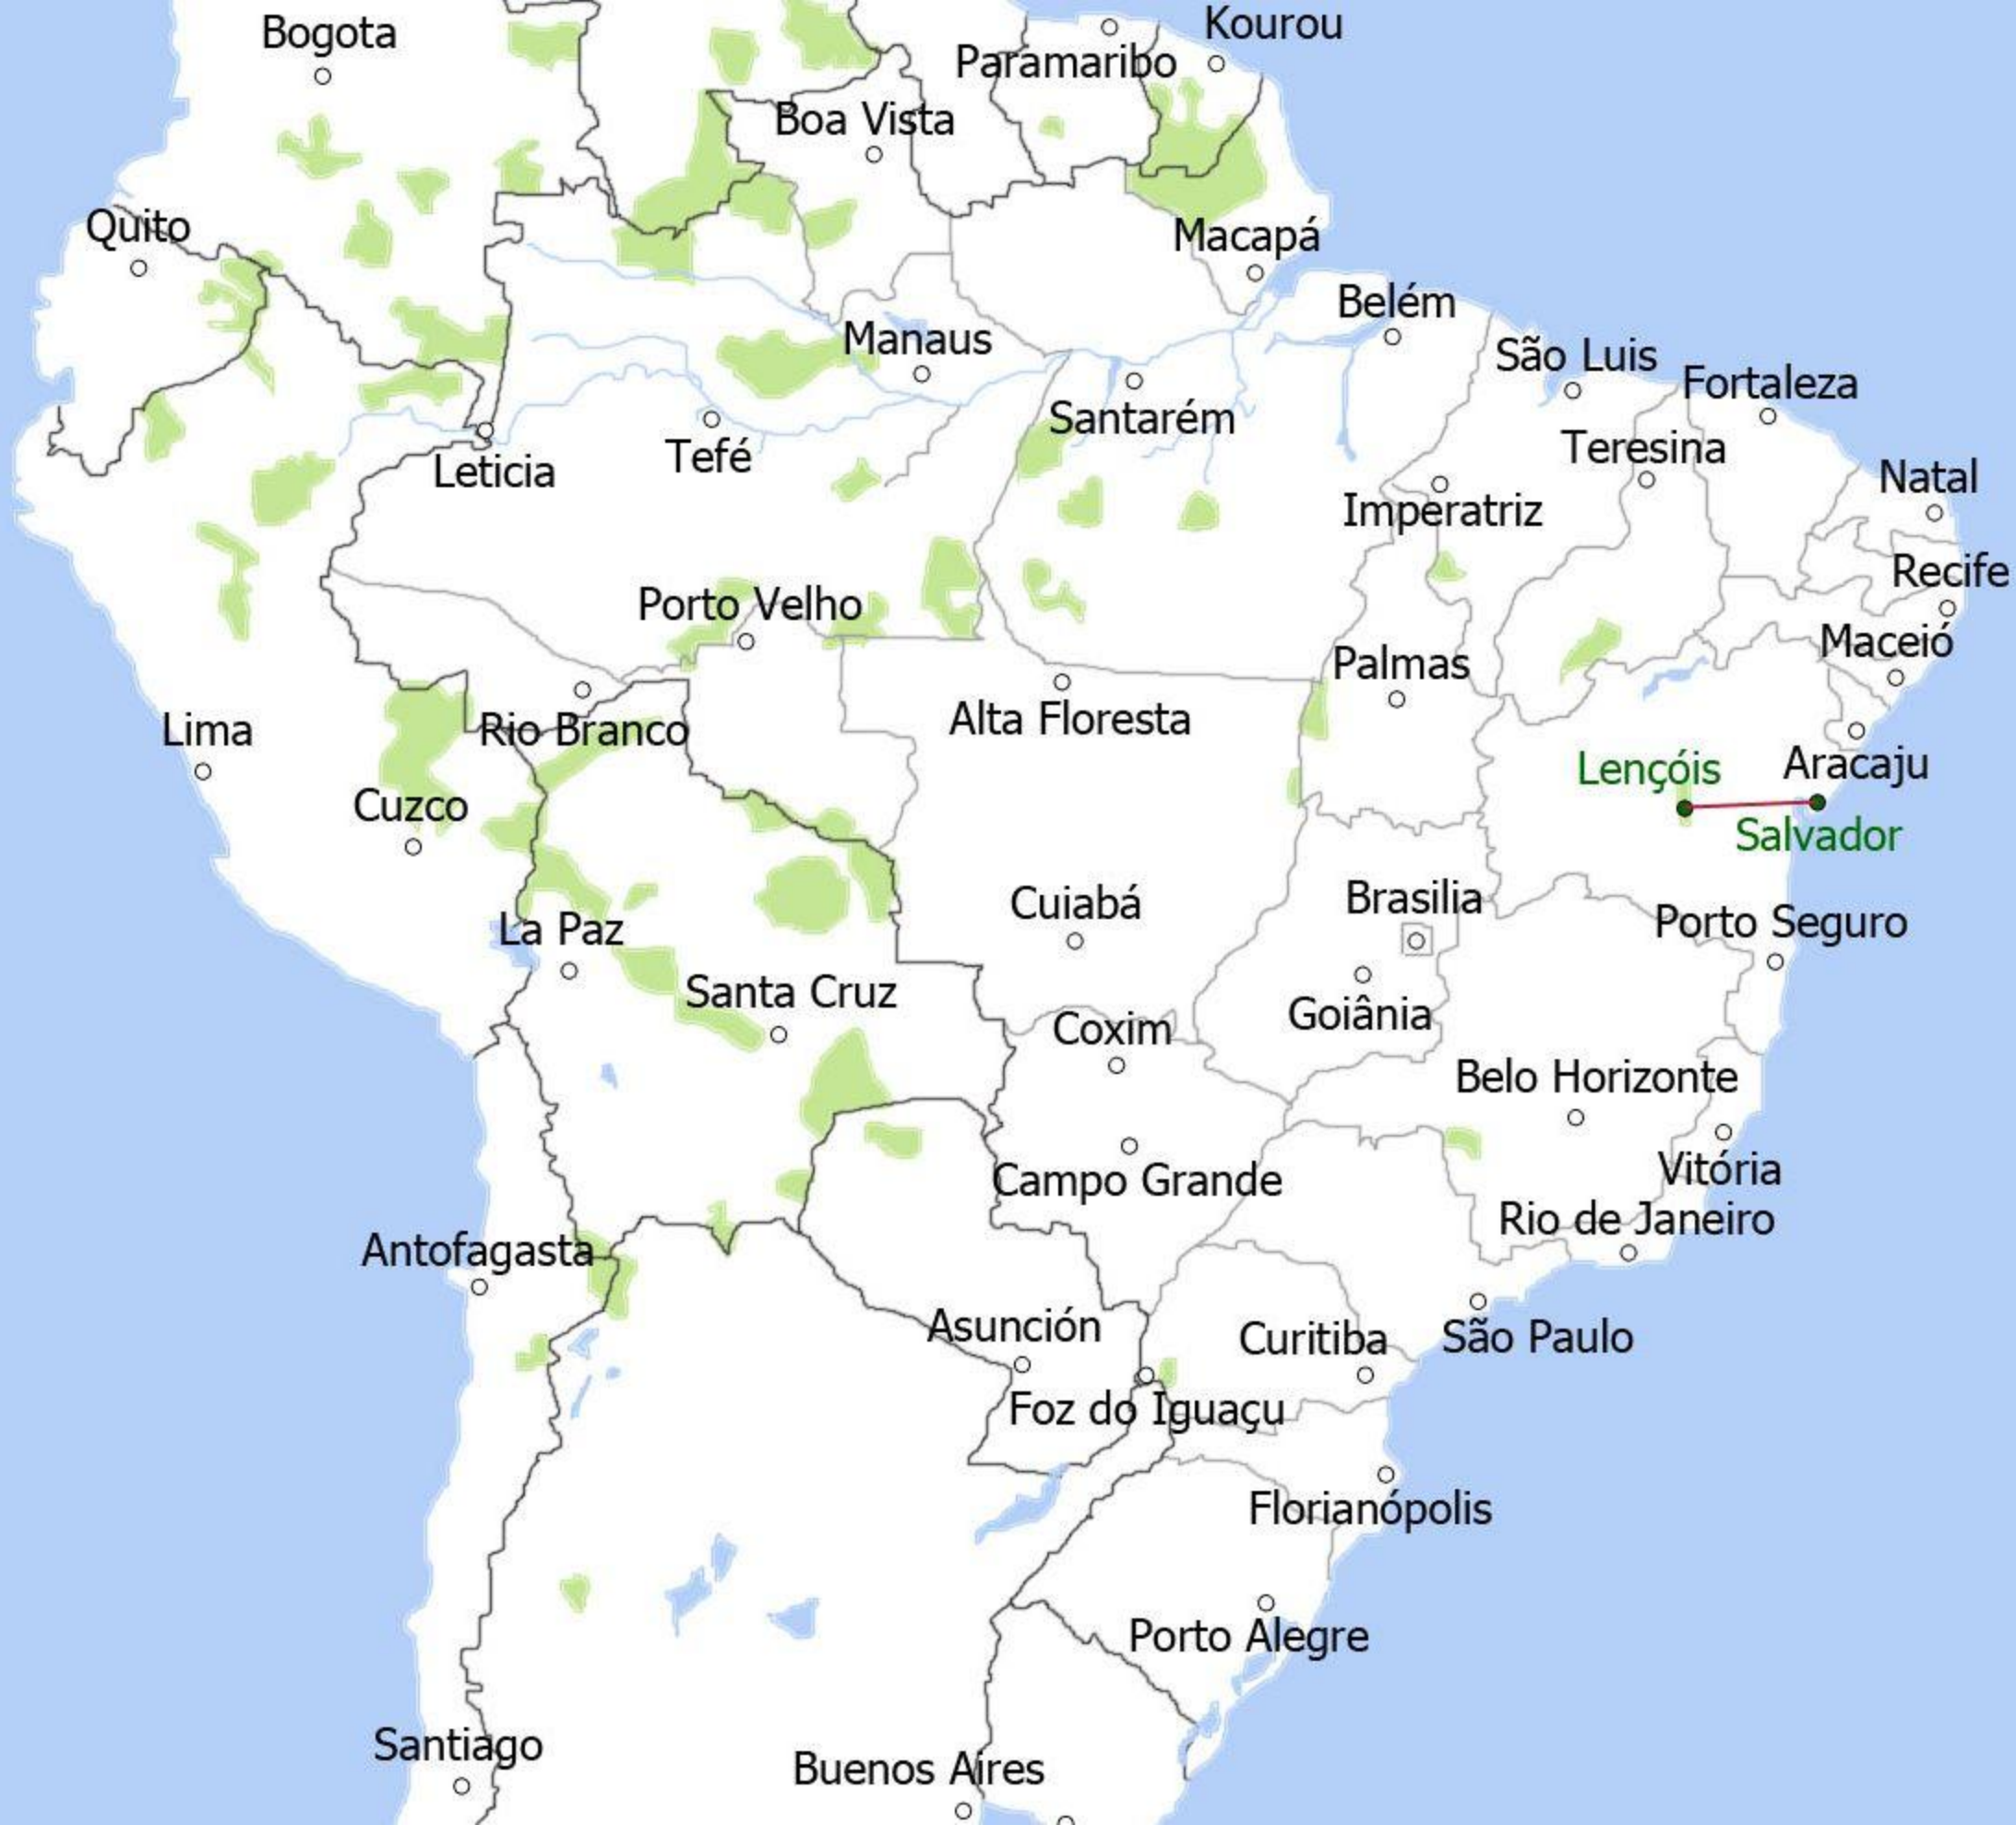 Kourou
Bogota
Paramaribo
Boa Vista
Quito
Macapá
Belém
Manaus
São Luis
Fortaleza
Santarém
Teresina
Tefé
Leticia
Natal
Imperatriz
Recife
Porto Velho
Maceió
Palmas
Alta Floresta
Lima
Rio Branco
Lençóis
Aracaju
Cuzco
Salvador
Brasilia
Cuiabá
Porto Seguro
La Paz
Santa Cruz
Goiânia
Coxim
Belo Horizonte
Vitória
Campo Grande
Rio de Janeiro
Antofagasta
Asunción
Curitiba
São Paulo
Foz do Iguaçu
Florianópolis
Porto Alegre
Santiago
Buenos Aires